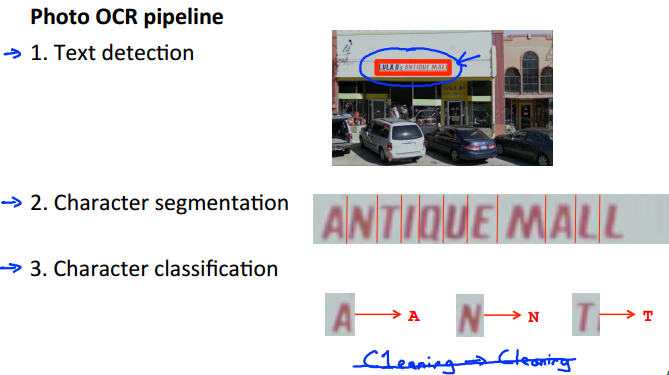 Photo OCR pipeline
→ 1. Text detection
LULA B's ANTIQUE MALL
→ 2. Character segmentation
ANTIQUE MALL
→ 3. Character classification
A → A
N → N
T → T
C1eaning → Cleaning